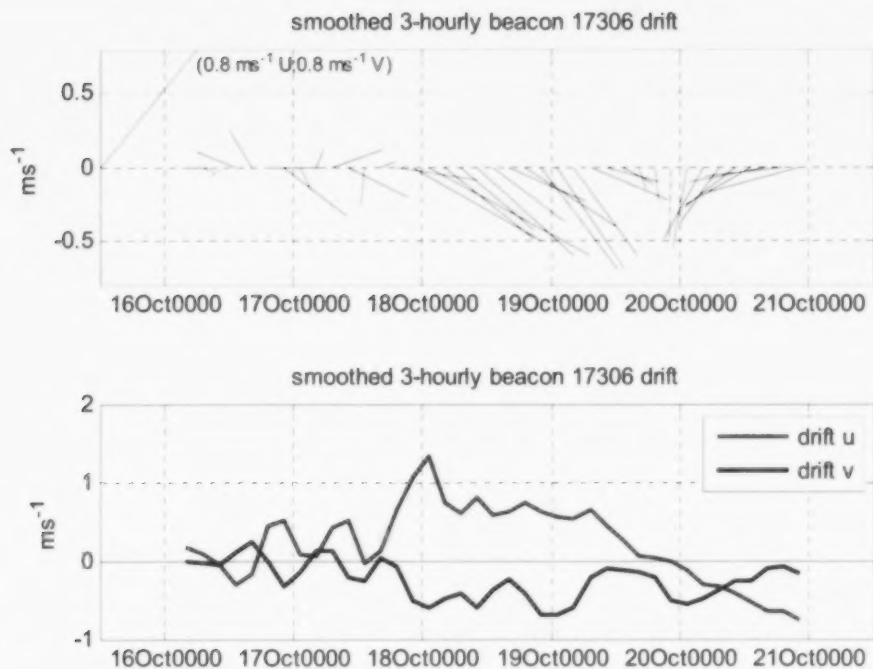 smoothed 3-hourly beacon 17306 drift
(0.8 ms⁻¹ U;0.8 ms⁻¹ V)
0.5
0
-0.5
ms⁻¹
16Oct0000 17Oct0000 18Oct0000 19Oct0000 20Oct0000 21Oct0000
smoothed 3-hourly beacon 17306 drift
2
1
0
-1
ms⁻¹
drift u
drift v
16Oct0000 17Oct0000 18Oct0000 19Oct0000 20Oct0000 21Oct0000